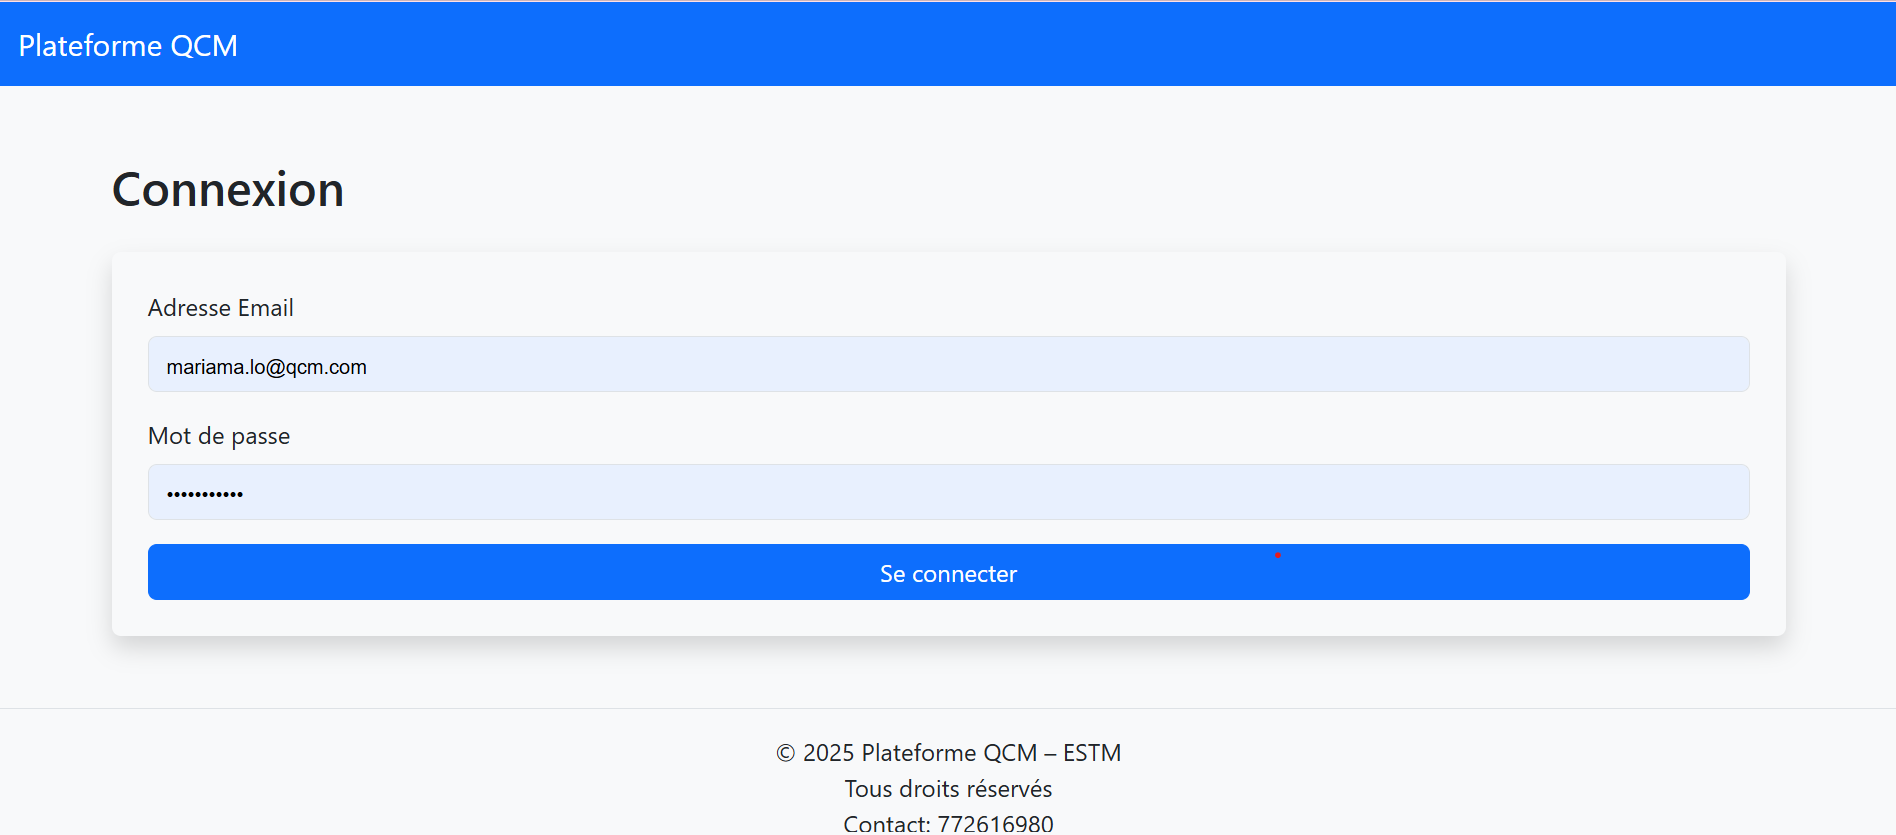 Plateforme QCM
Connexion
Adresse Email
mariama.lo@qcm.com
Mot de passe
•••••••••••
Se connecter
© 2025 Plateforme QCM – ESTM
Tous droits réservés
Contact: 772616980